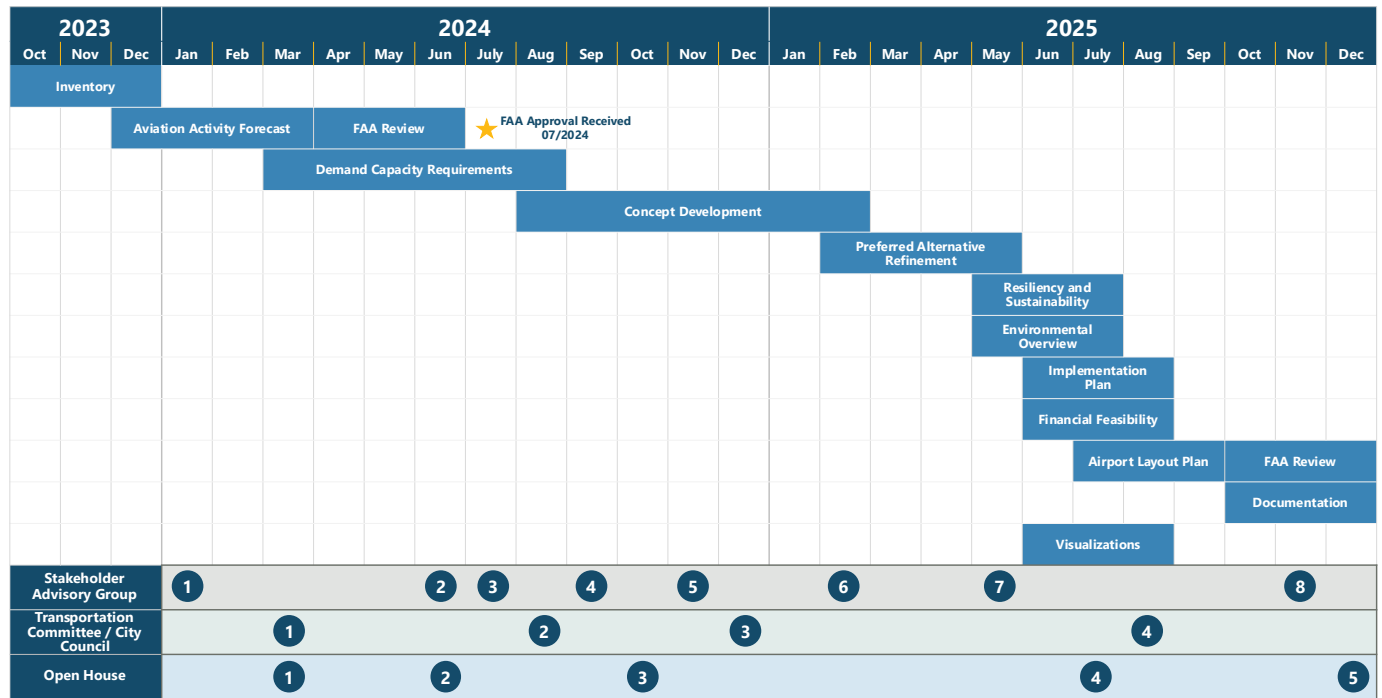 2023 2024 2025
Oct Nov Dec Jan Feb Mar Apr May Jun July Aug Sep Oct Nov Dec Jan Feb Mar Apr May Jun July Aug Sep Oct Nov Dec
Inventory
Aviation Activity Forecast FAA Review FAA Approval Received
07/2024
Demand Capacity Requirements
Concept Development
Preferred Alternative
Refinement
Resiliency and
Sustainability
Environmental
Overview
Implementation
Plan
Financial Feasibility
Airport Layout Plan FAA Review
Documentation
Visualizations
Stakeholder
Advisory Group
1 2 3 4 5 6 7 8
Transportation
Committee / City
Council
1 2 3 4
Open House 1 2 3 4 5